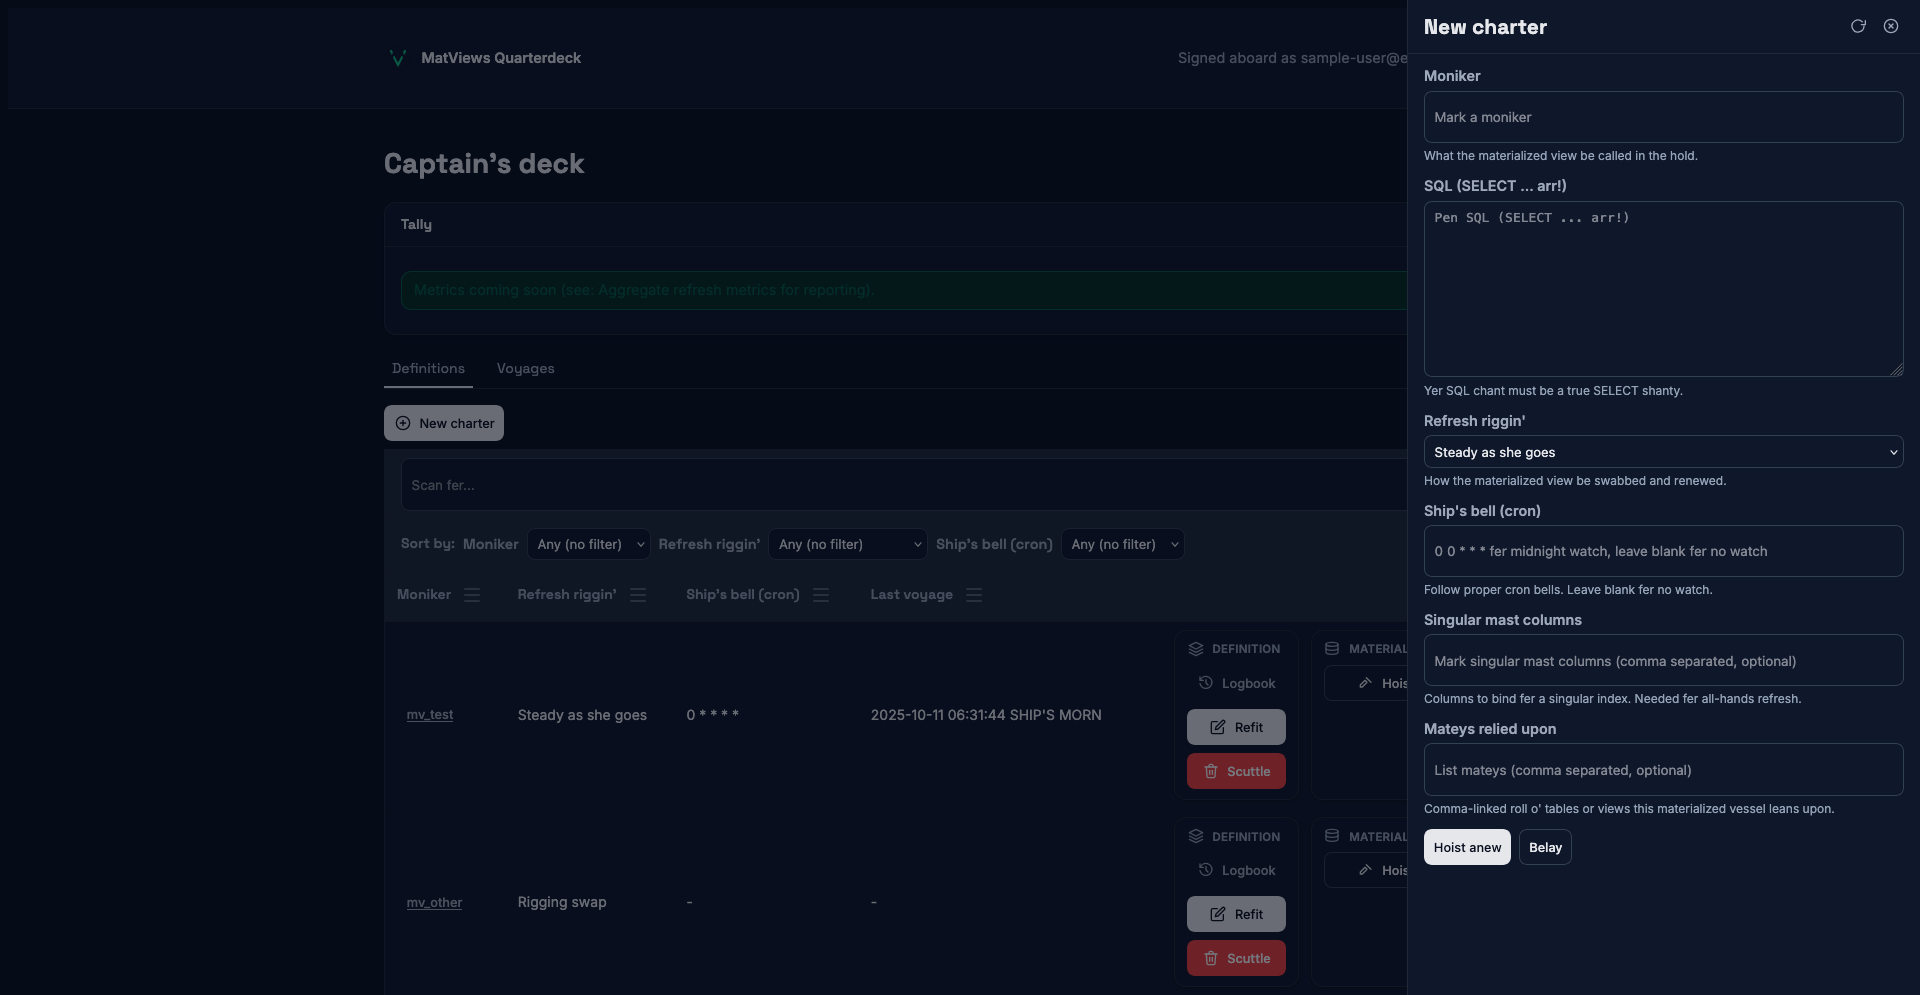 MatViews Quarterdeck
Signed aboard as sample-user@e
Captain's deck
Tally
Metrics coming soon (see: Aggregate refresh metrics for reporting).
Definitions
Voyages
New charter
Scan fer...
Sort by: Moniker Any (no filter) Refresh riggin' Any (no filter) Ship's bell (cron) Any (no filter)
Moniker Refresh riggin' Ship's bell (cron) Last voyage
mv_test Steady as she goes 0 * * * * 2025-10-11 06:31:44 SHIP'S MORN
DEFINITION
Logbook
Refit
Scuttle
MATERIAL
Hois
mv_other Rigging swap - -
DEFINITION
Logbook
Refit
Scuttle
MATERIAL
Hois
New charter
Moniker
Mark a moniker
What the materialized view be called in the hold.
SQL (SELECT ... arr!)
Pen SQL (SELECT ... arr!)
Yer SQL chant must be a true SELECT shanty.
Refresh riggin'
Steady as she goes
How the materialized view be swabbed and renewed.
Ship's bell (cron)
0 0 * * * fer midnight watch, leave blank fer no watch
Follow proper cron bells. Leave blank fer no watch.
Singular mast columns
Mark singular mast columns (comma separated, optional)
Columns to bind fer a singular index. Needed fer all-hands refresh.
Mateys relied upon
List mateys (comma separated, optional)
Comma-linked roll o' tables or views this materialized vessel leans upon.
Hoist anew
Belay